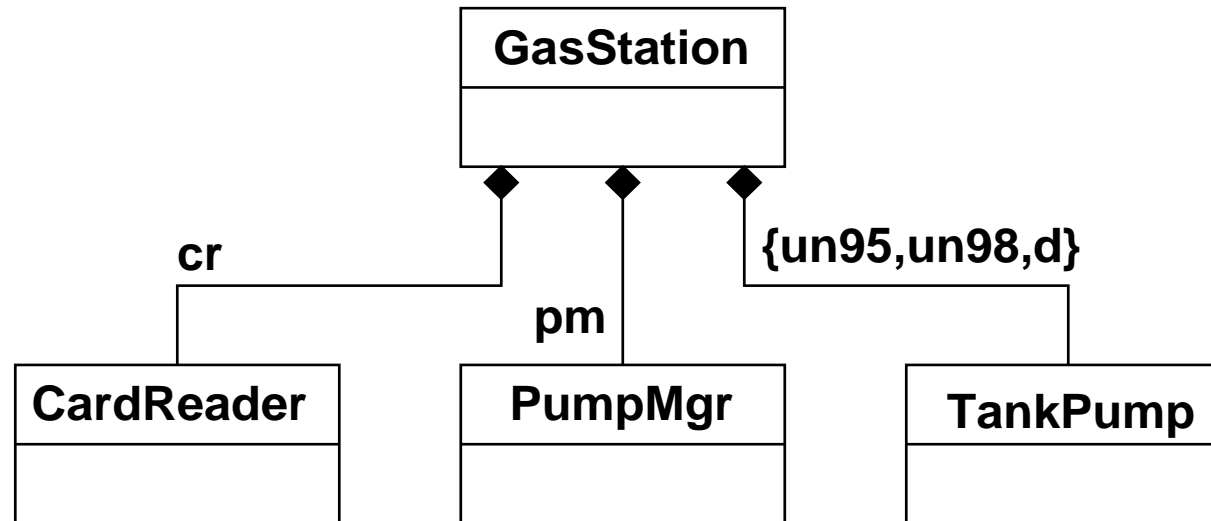 GasStation
cr
{un95,un98,d}
pm
CardReader
PumpMgr
TankPump